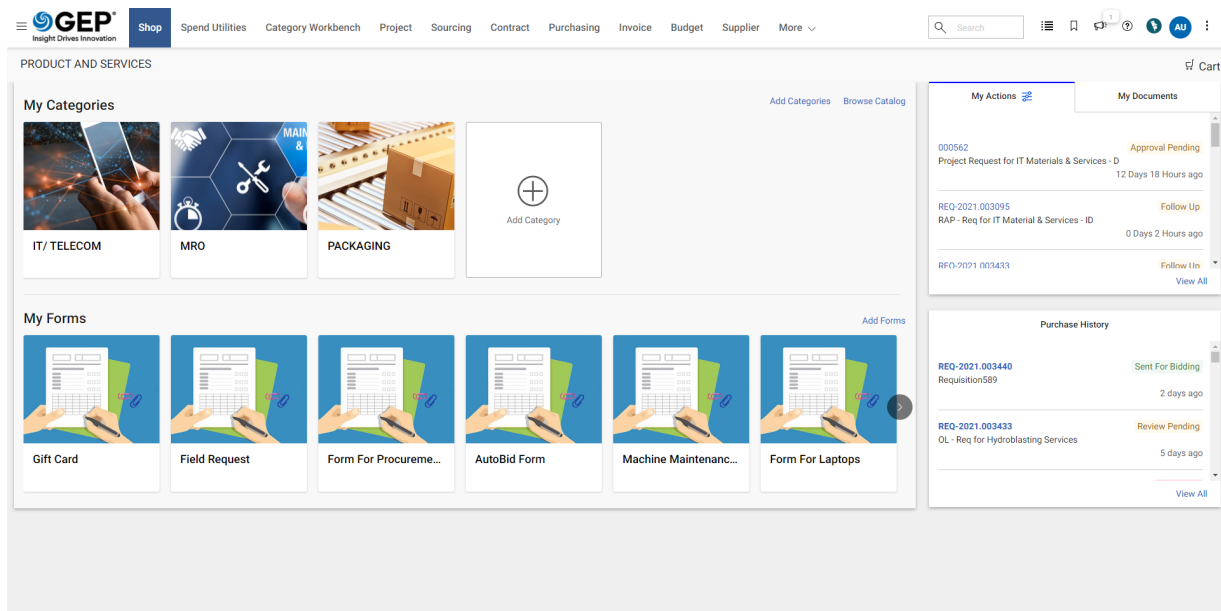 GEP
Insight Drives Innovation
Shop
Spend Utilities
Category Workbench
Project
Sourcing
Contract
Purchasing
Invoice
Budget
Supplier
More
Search
1
AU
PRODUCT AND SERVICES
Cart
My Categories
Add Categories
Browse Catalog
MAIN
&
IT/ TELECOM
MRO
PACKAGING
Add Category
My Forms
Add Forms
Gift Card
Field Request
Form For Procureme...
AutoBid Form
Machine Maintenanc...
Form For Laptops
My Actions
My Documents
000562
Approval Pending
Project Request for IT Materials & Services - D
12 Days 18 Hours ago
REQ-2021.003095
Follow Up
RAP - Req for IT Material & Services - ID
0 Days 2 Hours ago
REQ-2021.003433
Follow Up
View All
Purchase History
REQ-2021.003440
Sent For Bidding
Requisition589
2 days ago
REQ-2021.003433
Review Pending
OL - Req for Hydroblasting Services
5 days ago
View All